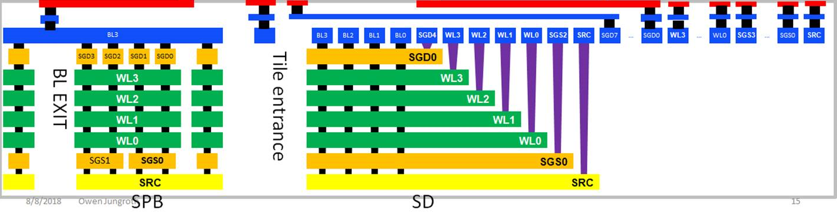 BL3 BL3 BL2 BL1 BL0 SGD4 WL3 WL2 WL1 WL0 SGS2 SRC SGD7 ... SGD0 WL3 ... WL0 SGS3 ... SGS0 SRC
SGD3 SGD2 SGD1 SGD0 SGD0
WL3 WL3
WL2 WL2
WL1 WL1
WL0 WL0
SGS1 SGS0 SGS0
SRC SRC
BL EXIT
Tile entrance
8/8/2018 Owen Jungro SPB SD 15